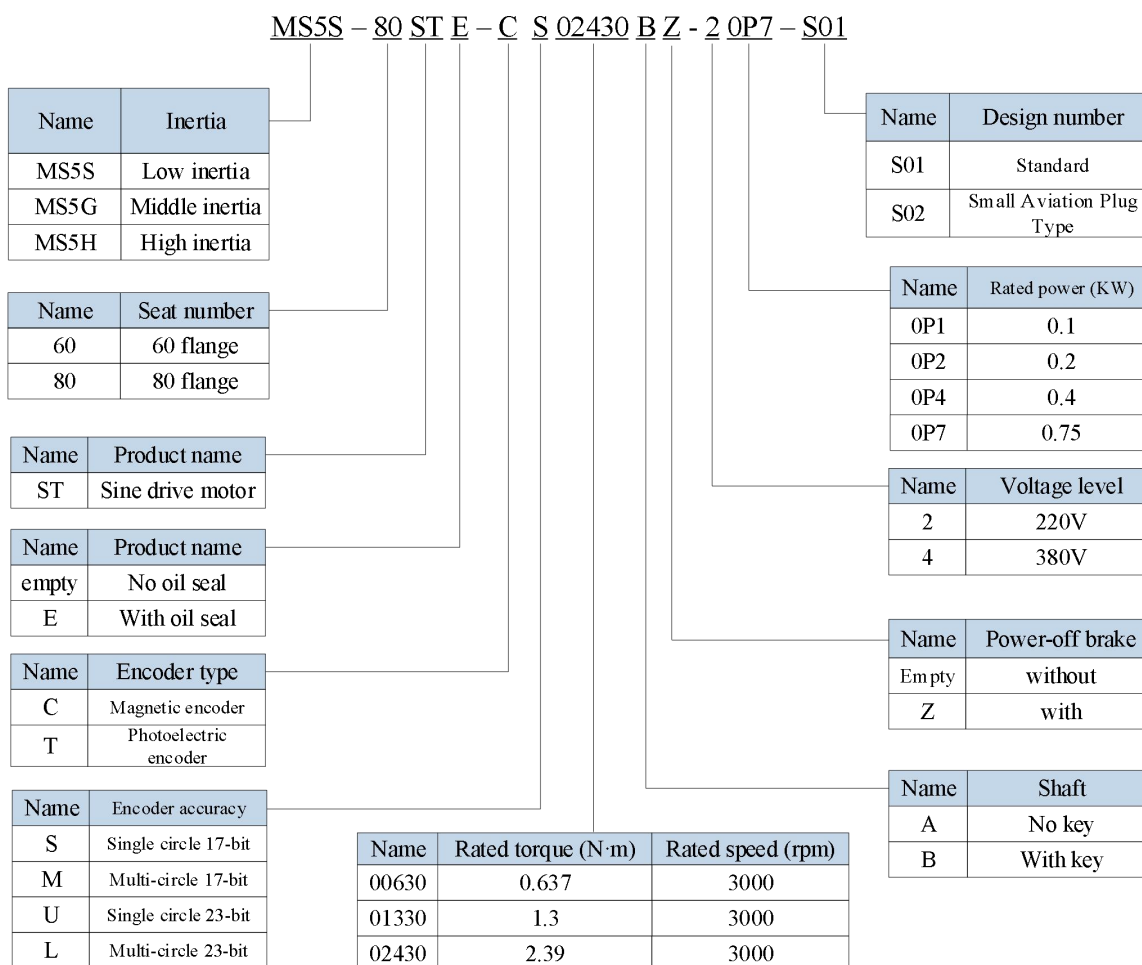 MS5S – 80 ST E – C S 02430 B Z - 2 0P7 – S01
Name Inertia
MS5S Low inertia
MS5G Middle inertia
MS5H High inertia
Name Seat number
60 60 flange
80 80 flange
Name Product name
ST Sine drive motor
Name Product name
empty No oil seal
E With oil seal
Name Encoder type
C Magnetic encoder
T Photoelectric
encoder
Name Encoder accuracy
S Single circle 17-bit
M Multi-circle 17-bit
U Single circle 23-bit
L Multi-circle 23-bit
Name Rated torque (N·m) Rated speed (rpm)
00630 0.637 3000
01330 1.3 3000
02430 2.39 3000
Name Design number
S01 Standard
S02 Small Aviation Plug
Type
Name Rated power (KW)
0P1 0.1
0P2 0.2
0P4 0.4
0P7 0.75
Name Voltage level
2 220V
4 380V
Name Power-off brake
Empty without
Z with
Name Shaft
A No key
B With key